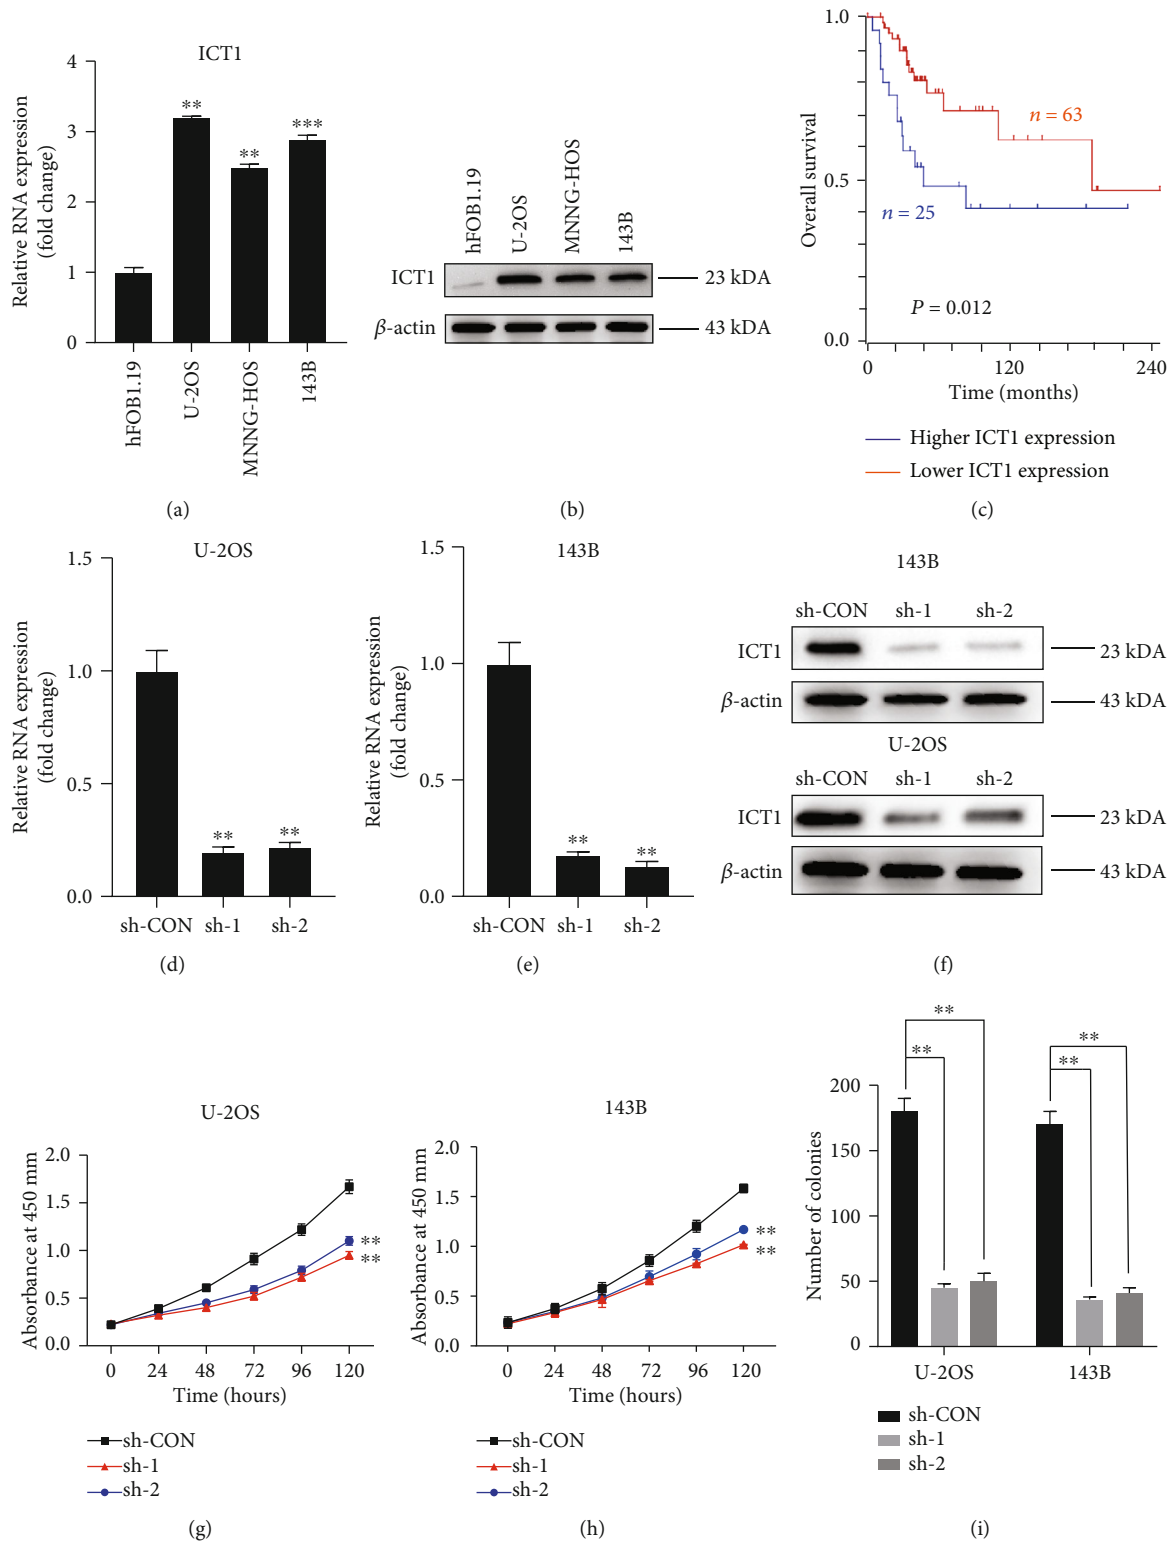 ICT1
Relative RNA expression
(fold change)
4
3
2
1
0
**
**
***
hFOB1.19
U-2OS
MNNG-HOS
143B
(a)
hFOB1.19
U-2OS
MNNG-HOS
143B
ICT1
23 kDA
β-actin
43 kDA
(b)
Overall survival
1.0
0.5
0.0
n = 63
n = 25
P = 0.012
0
120
240
Time (months)
Higher ICT1 expression
Lower ICT1 expression
(c)
U-2OS
Relative RNA expression
(fold change)
1.5
1.0
0.5
0.0
**
**
sh-CON
sh-1
sh-2
(d)
143B
Relative RNA expression
(fold change)
1.5
1.0
0.5
0.0
**
**
sh-CON
sh-1
sh-2
(e)
143B
sh-CON
sh-1
sh-2
ICT1
23 kDA
β-actin
43 kDA
U-2OS
sh-CON
sh-1
sh-2
ICT1
23 kDA
β-actin
43 kDA
(f)
U-2OS
Absorbance at 450 mm
2.0
1.5
1.0
0.5
0.0
**
**
0
24
48
72
96
120
Time (hours)
sh-CON
sh-1
sh-2
(g)
143B
Absorbance at 450 mm
2.0
1.5
1.0
0.5
0.0
**
**
0
24
48
72
96
120
Time (hours)
sh-CON
sh-1
sh-2
(h)
Number of colonies
200
150
100
50
0
**
**
**
**
U-2OS
143B
sh-CON
sh-1
sh-2
(i)